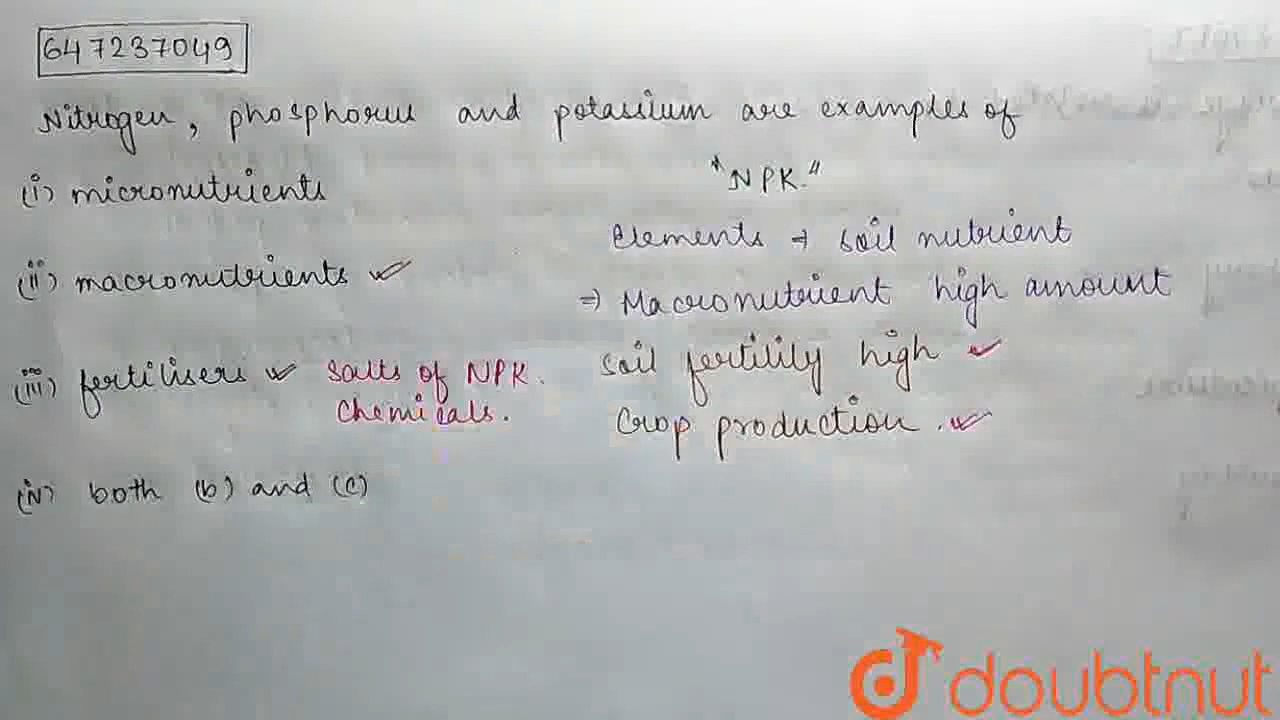 647237049
Nitrogen, phosphorus and potassium are examples of
(i) micronutrients
"NPK."
Elements → soil nutrient
(ii) macronutrients ✓
⇒ Macronutrient high amount
(iii) fertilisers ✓ Salts of NPK.
Chemicals.
Soil fertility high ✓
Crop production. ✓
(iv) both (b) and (c)
doubtnut